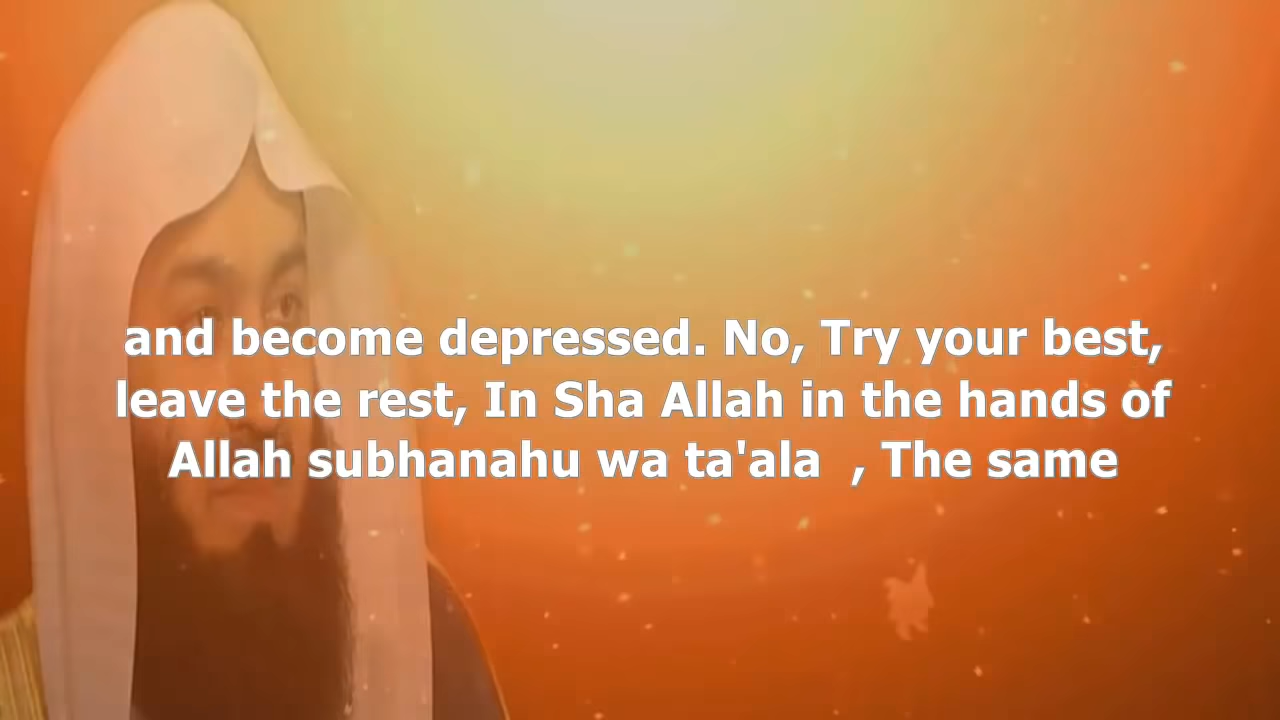 and become depressed. No, Try your best,
leave the rest, In Sha Allah in the hands of
Allah subhanahu wa ta'ala  , The same